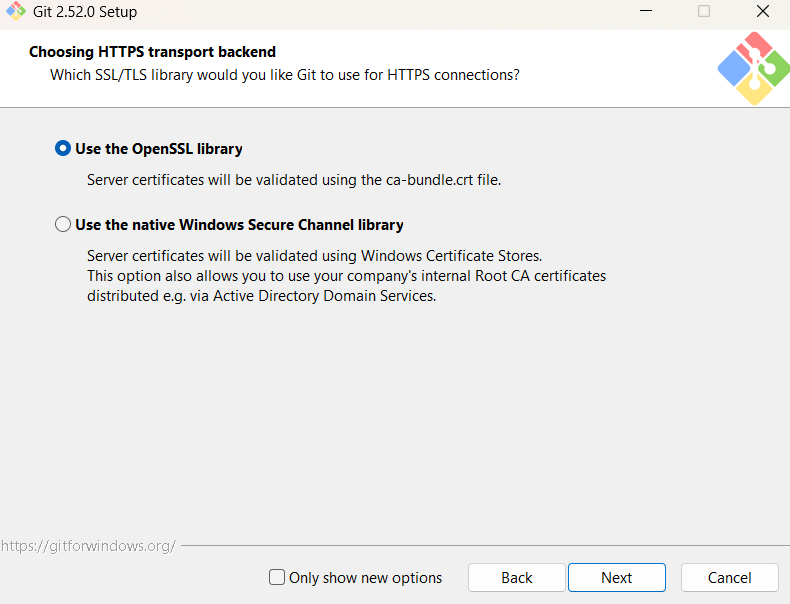 Git 2.52.0 Setup
Choosing HTTPS transport backend
Which SSL/TLS library would you like Git to use for HTTPS connections?
Use the OpenSSL library
Server certificates will be validated using the ca-bundle.crt file.
Use the native Windows Secure Channel library
Server certificates will be validated using Windows Certificate Stores.
This option also allows you to use your company's internal Root CA certificates
distributed e.g. via Active Directory Domain Services.
https://gitforwindows.org/
Only show new options
Back
Next
Cancel